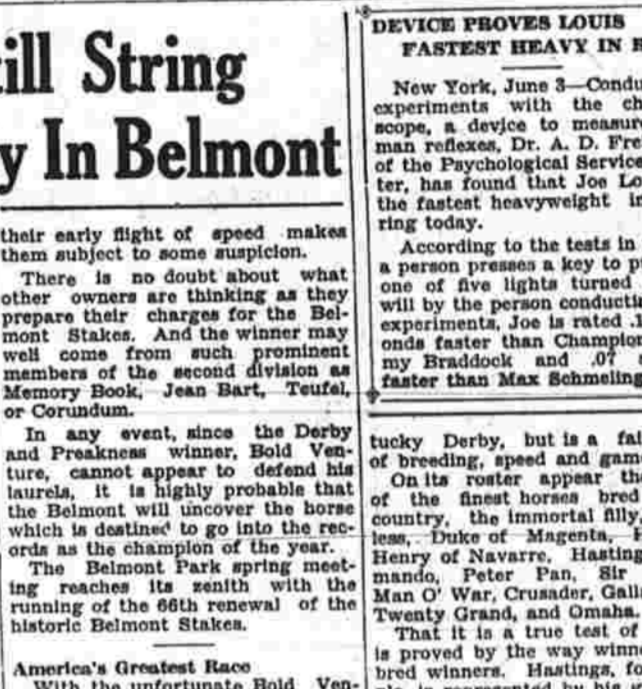 till String
y In Belmont
their early flight of speed makes
them subject to some suspicion.
There is no doubt about what
other owners are thinking as they
prepare their charges for the Bel-
mont Stakes. And the winner may
well come from such prominent
members of the second division as
Memory Book, Jean Bart, Teufel,
or Corundum.
In any event, since the Derby
and Preakness winner, Bold Ven-
ture, cannot appear to defend his
laurels, it is highly probable that
the Belmont will uncover the horse
which is destined to go into the rec-
ords as the champion of the year.
The Belmont Park spring meet-
ing reaches its zenith with the
running of the 66th renewal of the
historic Belmont Stakes.
America's Greatest Race
With the unfortunate Bold Ven-
DEVICE PROVES LOUIS
FASTEST HEAVY IN
New York, June 3—Condu
experiments with the ch
scope, a device to measur
man reflexes, Dr. A. D. Fre
of the Psychological Service
ter, has found that Joe Lo
the fastest heavyweight i
ring today.
According to the tests in
a person presses a key to p
one of five lights turned
will by the person conducti
experiments, Joe is rated
onds faster than Champion
my Braddock and .07
faster than Max Schmeling
tucky Derby, but is a fai
of breeding, speed and gam
On its roster appear the
of the finest horses bred
country, the immortal filly,
less, Duke of Magenta, H
Henry of Navarre, Hasting
mando, Peter Pan, Sir
Man O' War, Crusader, Gall
Twenty Grand, and Omaha.
That it is a true test of
is proved by the way winne
bred winners. Hastings, fo
ple is represented by his